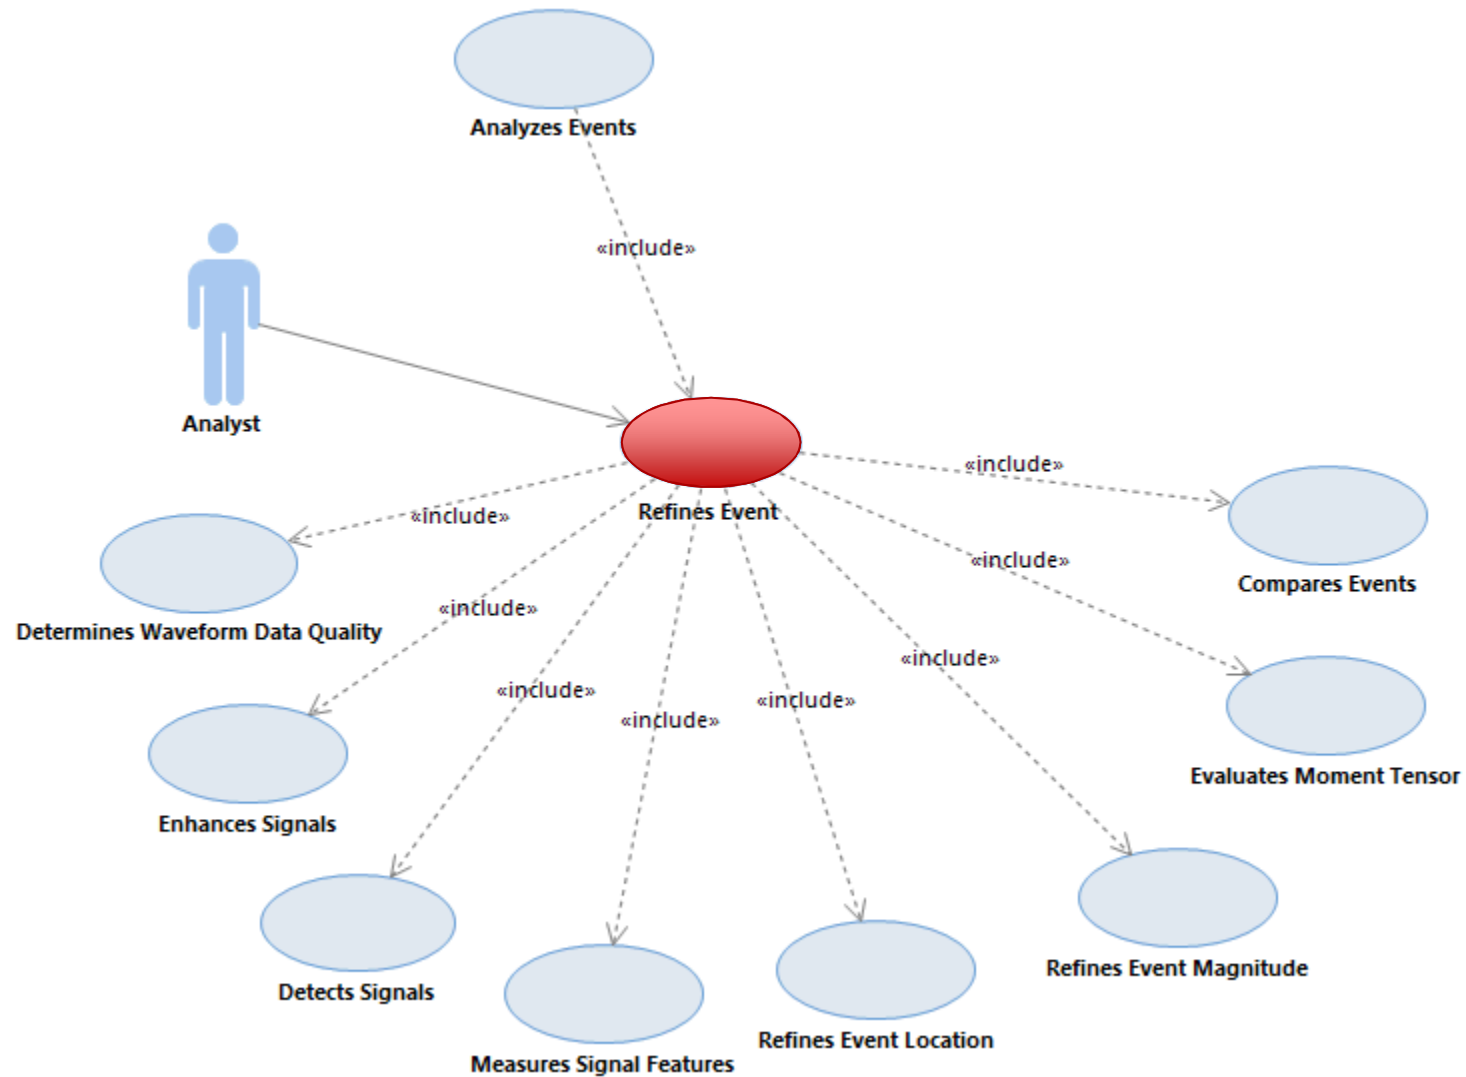 Analyzes Events
«include»
Analyst
«include»
Refines Event
«include»
«include»
Compares Events
Determines Waveform Data Quality
«include»
«include»
«include»
«include»
«include»
«include»
Evaluates Moment Tensor
Enhances Signals
Refines Event Magnitude
Detects Signals
Refines Event Location
Measures Signal Features